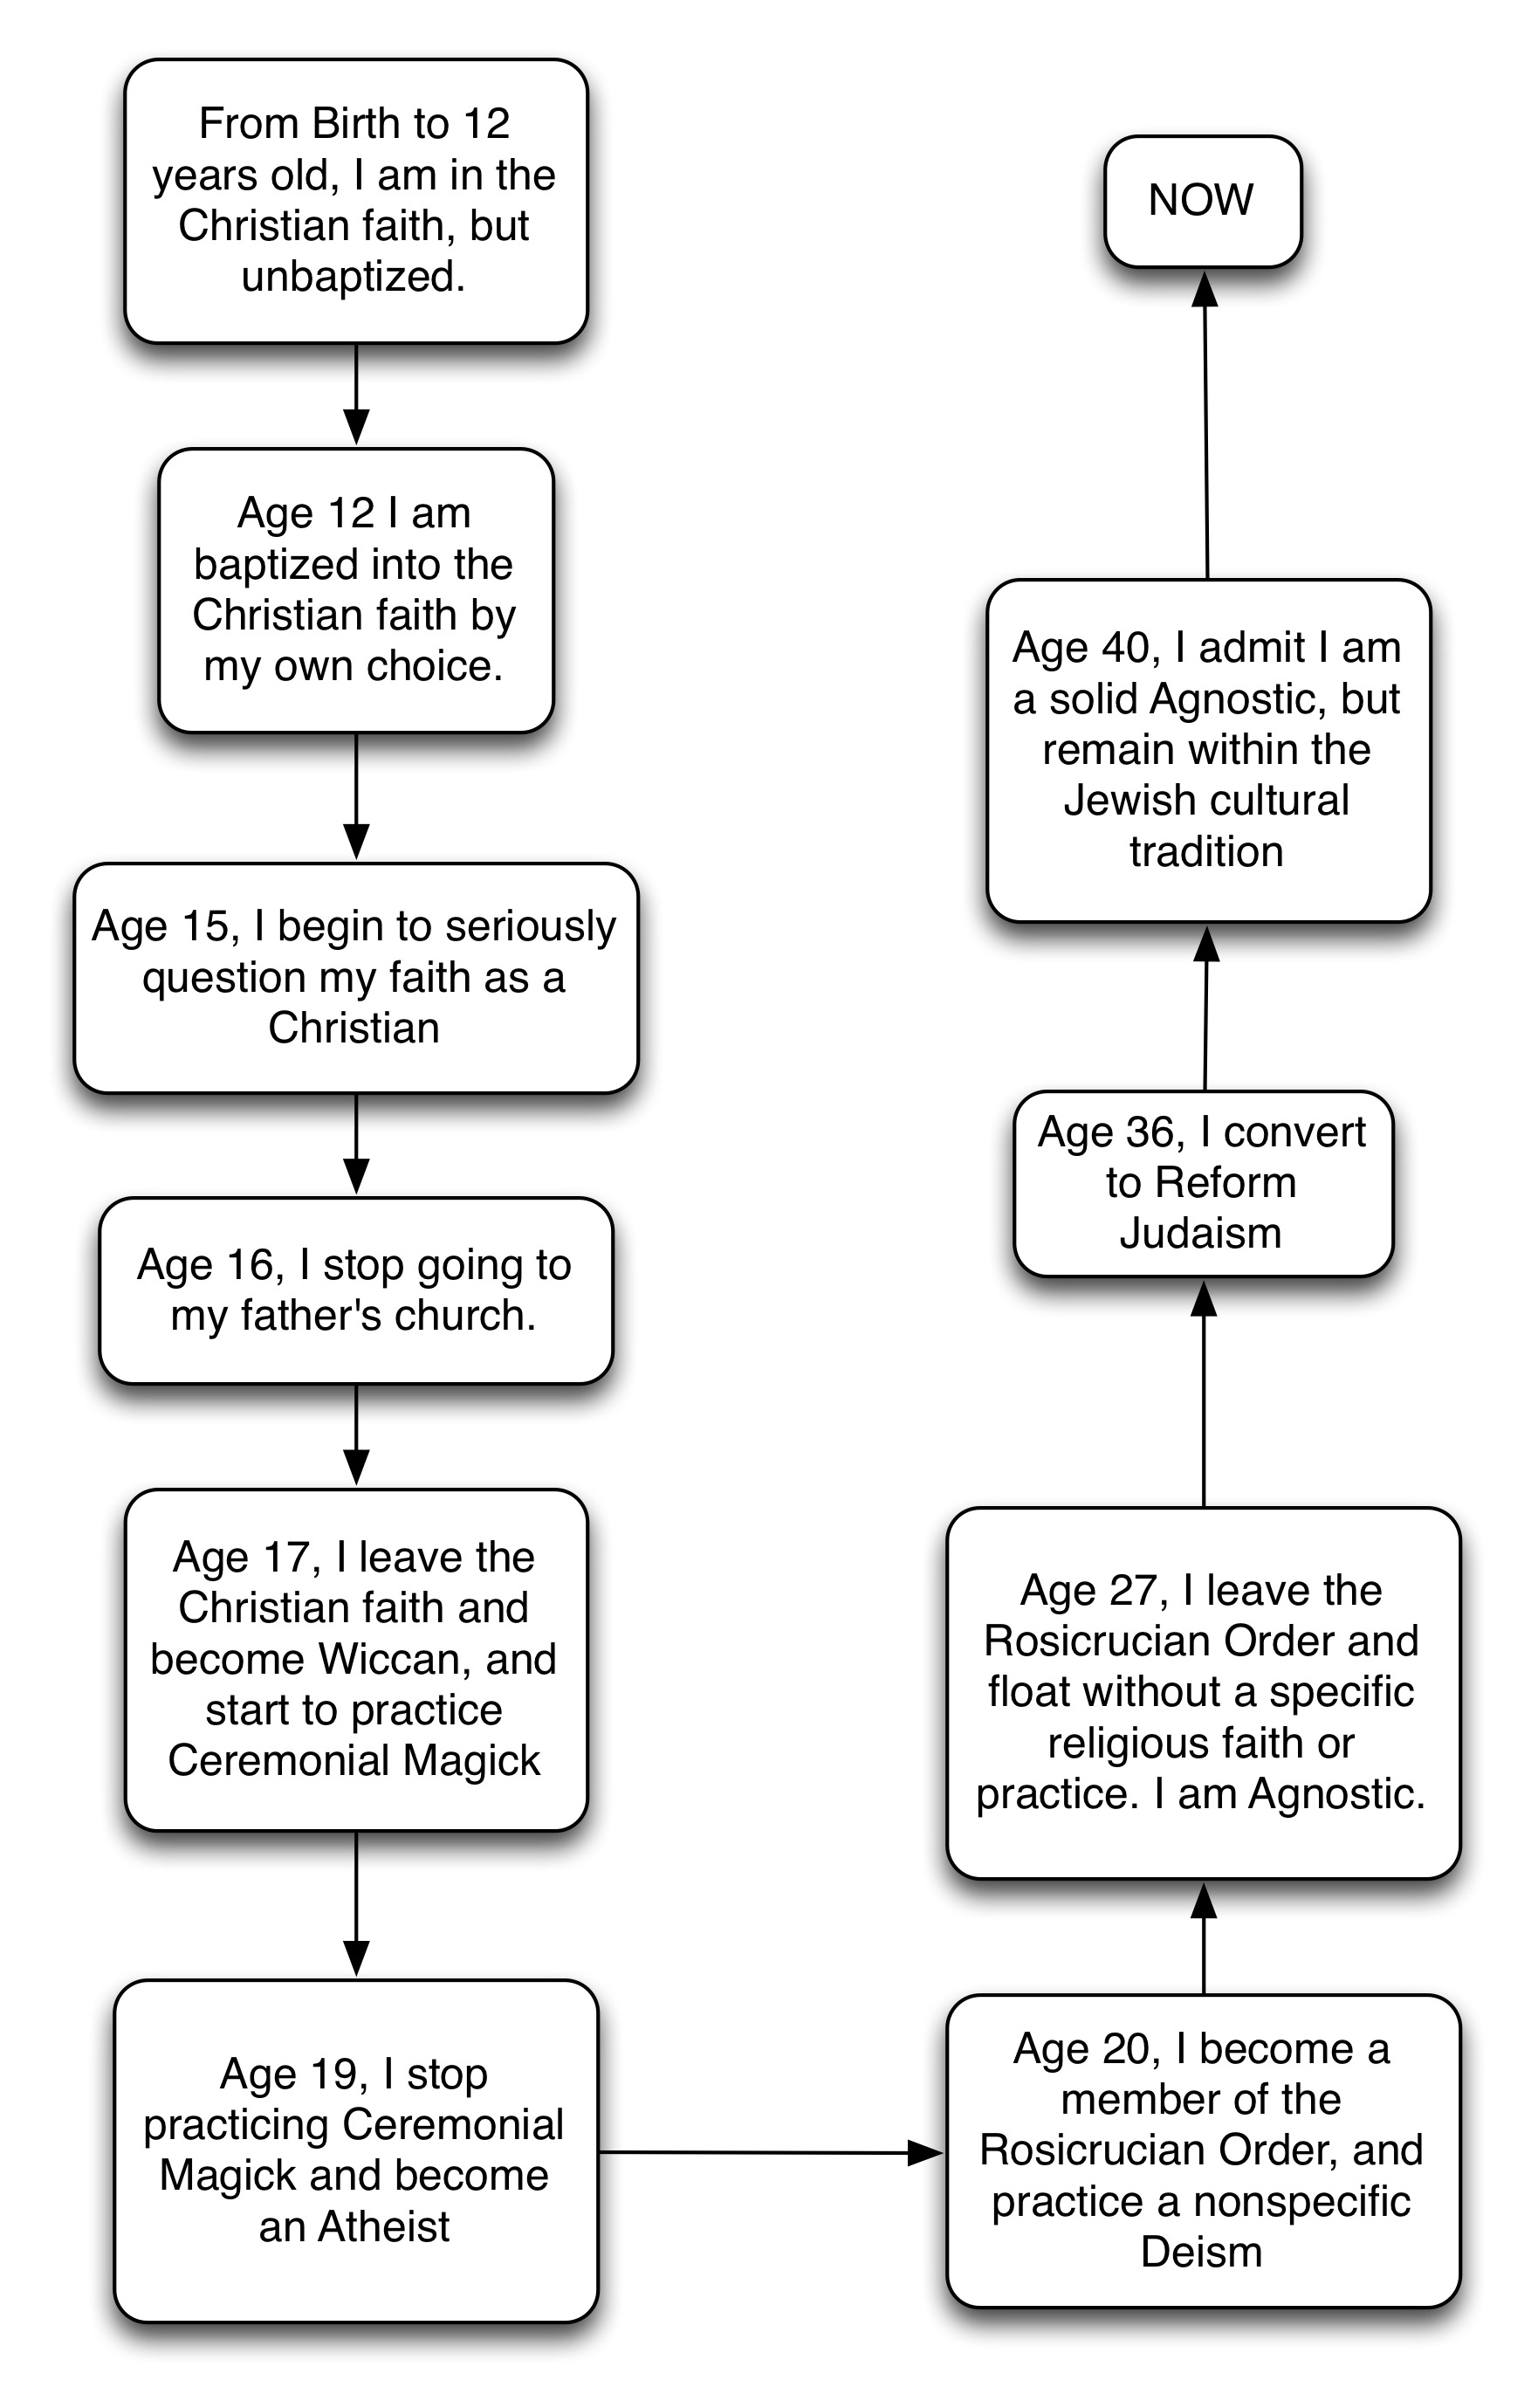 From Birth to 12
years old, I am in the
Christian faith, but
unbaptized.
Age 12 I am
baptized into the
Christian faith by
my own choice.
Age 15, I begin to seriously
question my faith as a
Christian
Age 16, I stop going to
my father's church.
Age 17, I leave the
Christian faith and
become Wiccan, and
start to practice
Ceremonial Magick
Age 19, I stop
practicing Ceremonial
Magick and become
an Atheist
Age 20, I become a
member of the
Rosicrucian Order, and
practice a nonspecific
Deism
Age 27, I leave the
Rosicrucian Order and
float without a specific
religious faith or
practice. I am Agnostic.
Age 36, I convert
to Reform
Judaism
Age 40, I admit I am
a solid Agnostic, but
remain within the
Jewish cultural
tradition
NOW